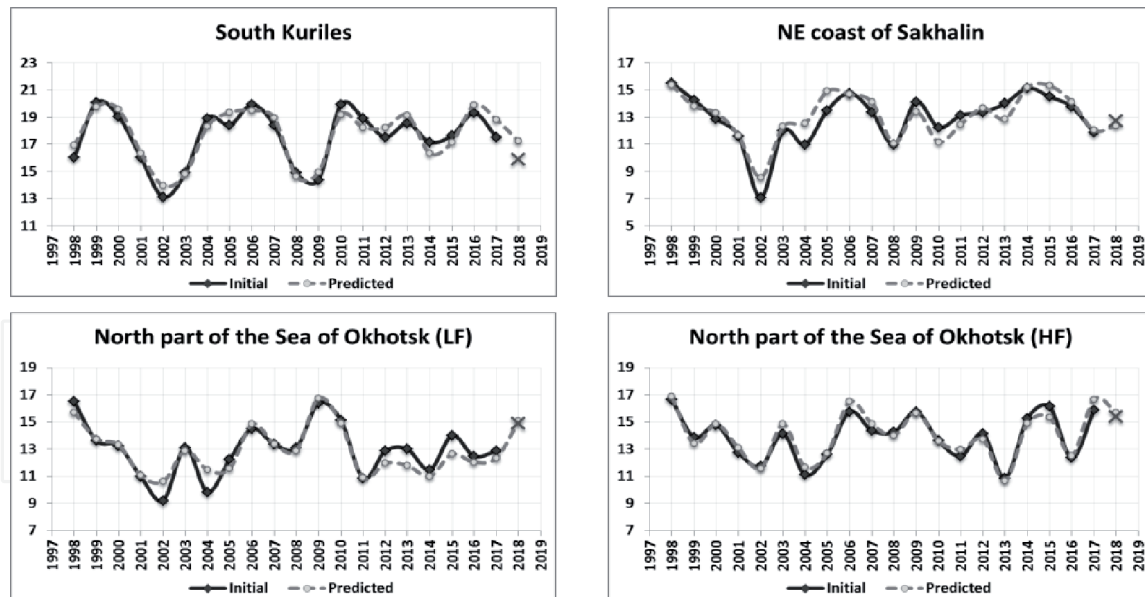 South Kuriles
23
21
19
17
15
13
11
1997 1998 1999 2000 2001 2002 2003 2004 2005 2006 2007 2008 2009 2010 2011 2012 2013 2014 2015 2016 2017 2018 2019
Initial Predicted
NE coast of Sakhalin
17
15
13
11
9
7
5
1997 1998 1999 2000 2001 2002 2003 2004 2005 2006 2007 2008 2009 2010 2011 2012 2013 2014 2015 2016 2017 2018 2019
Initial Predicted
North part of the Sea of Okhotsk (LF)
19
17
15
13
11
9
7
1997 1998 1999 2000 2001 2002 2003 2004 2005 2006 2007 2008 2009 2010 2011 2012 2013 2014 2015 2016 2017 2018 2019
Initial Predicted
North part of the Sea of Okhotsk (HF)
19
17
15
13
11
9
7
1997 1998 1999 2000 2001 2002 2003 2004 2005 2006 2007 2008 2009 2010 2011 2012 2013 2014 2015 2016 2017 2018 2019
Initial Predicted